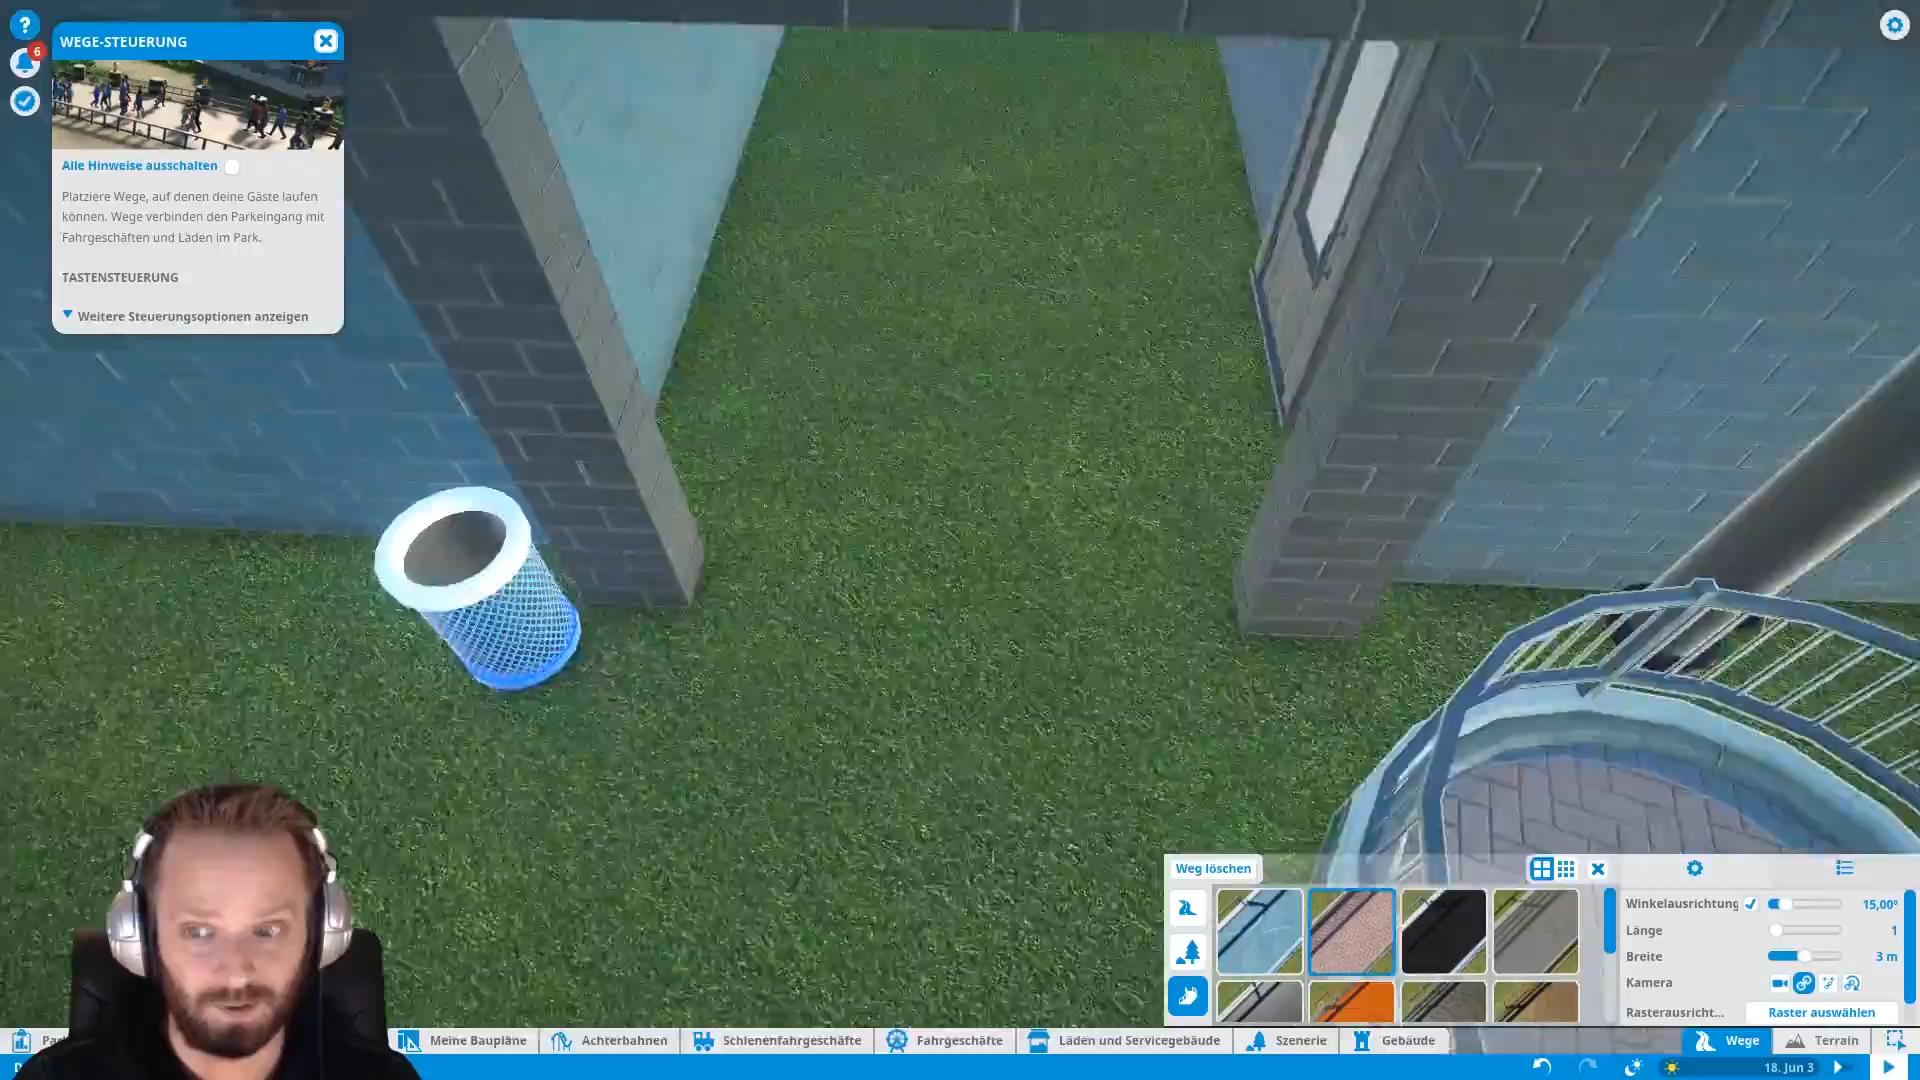 ?
WEGE-STEUERUNG
6
Alle Hinweise ausschalten
Platziere Wege, auf denen deine Gäste laufen
können. Wege verbinden den Parkeingang mit
Fahrgeschäften und Läden im Park.
TASTENSTEUERUNG
Weitere Steuerungsoptionen anzeigen
Weg löschen
Winkelausrichtung 15,00°
Länge 1
Breite 3 m
Kamera
Rasterausricht... Raster auswählen
Meine Baupläne Achterbahnen Schienenfahrgeschäfte Fahrgeschäfte Läden und Servicegebäude Szenerie Gebäude Wege Terrain
18. Jun 3